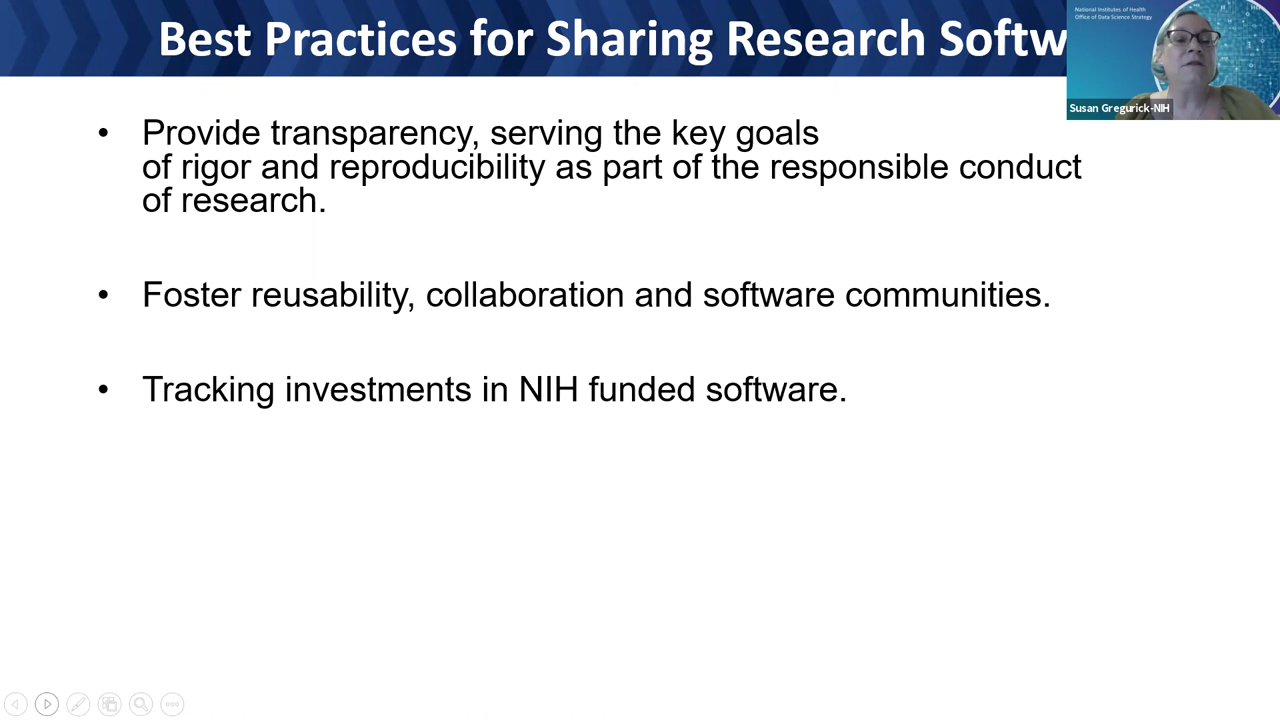 Best Practices for Sharing Research Softw
National Institutes of Health
Office of Data Science Strategy
Susan Gregurick-NIH
• Provide transparency, serving the key goals
of rigor and reproducibility as part of the responsible conduct
of research.
• Foster reusability, collaboration and software communities.
• Tracking investments in NIH funded software.